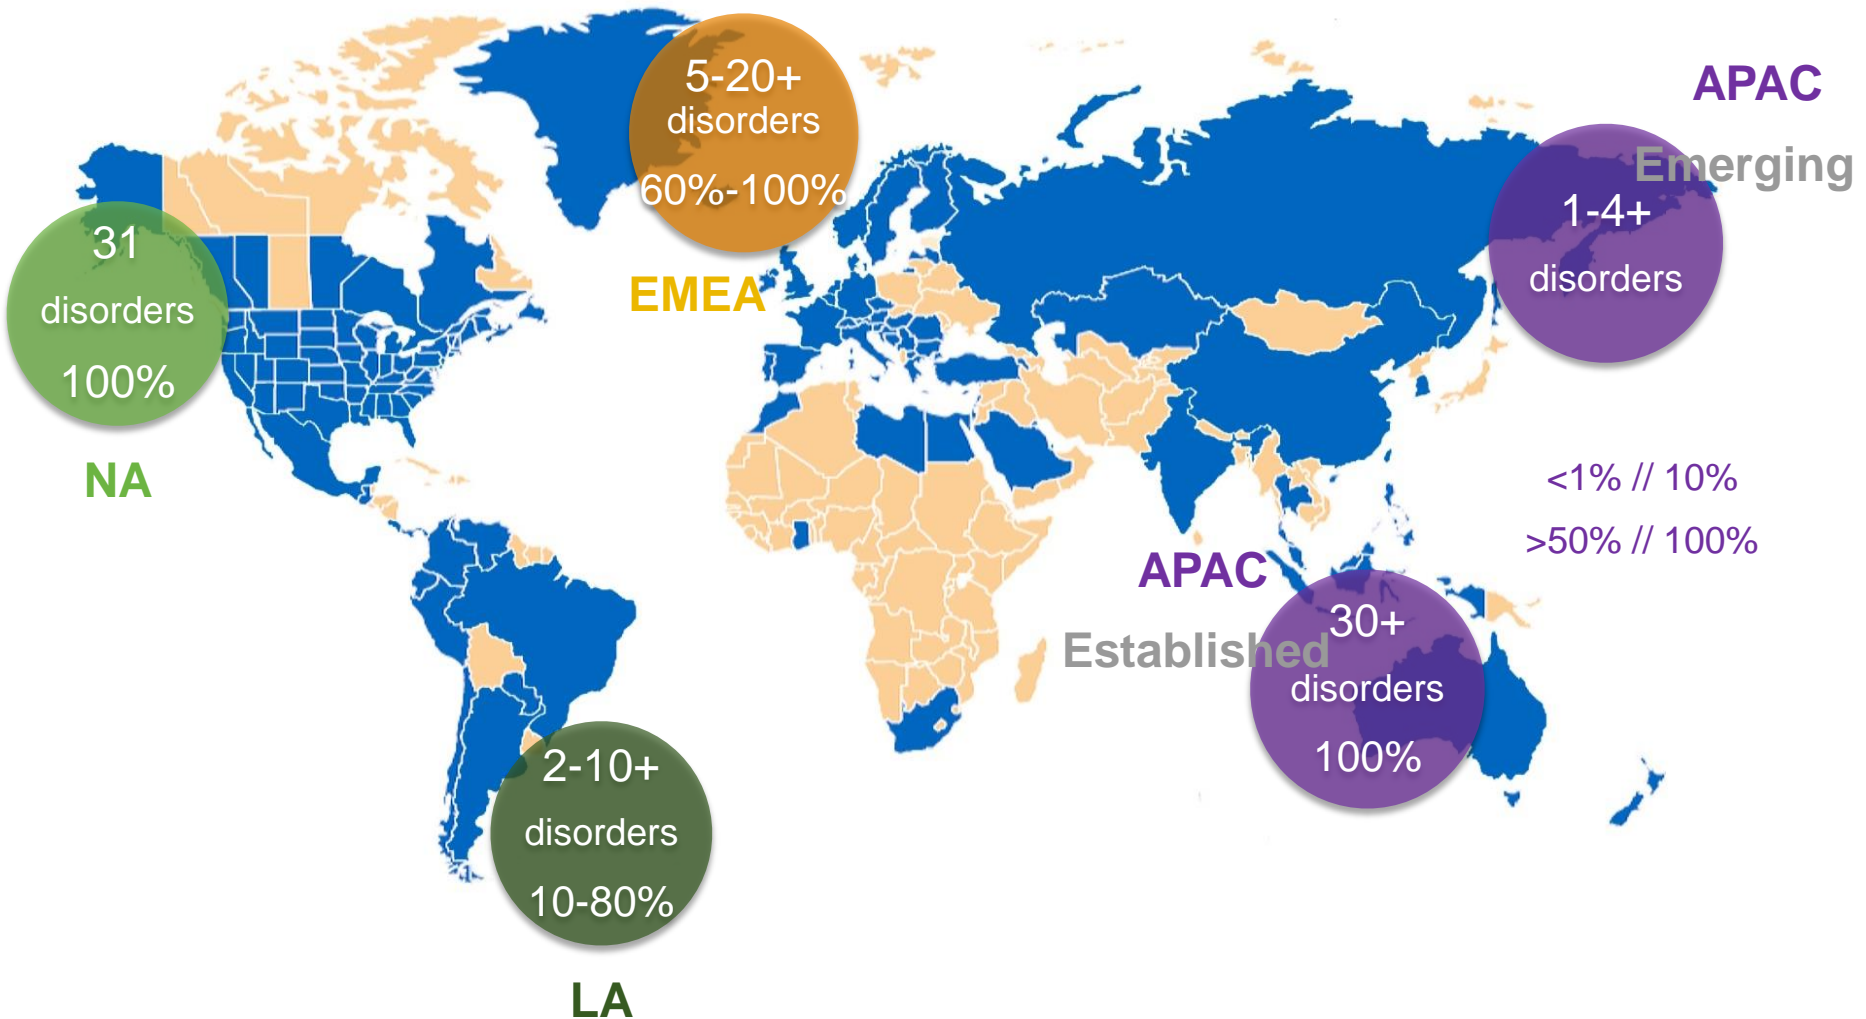 5-20+
disorders
60%-100%
EMEA
APAC
Emerging
1-4+
disorders
31
disorders
100%
NA
<1% // 10%
>50% // 100%
APAC
Established
30+
disorders
100%
2-10+
disorders
10-80%
LA